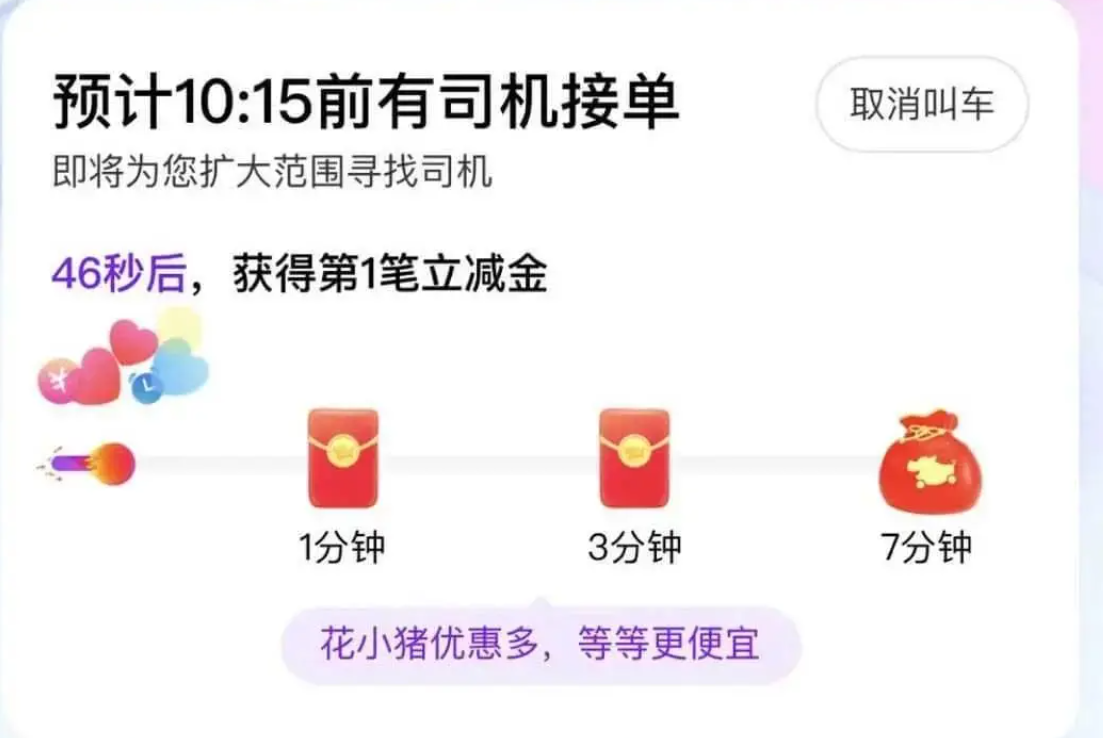 预计10:15前有司机接单
取消叫车
即将为您扩大范围寻找司机
46秒后，获得第1笔立减金
1分钟
3分钟
7分钟
花小猪优惠多，等等更便宜